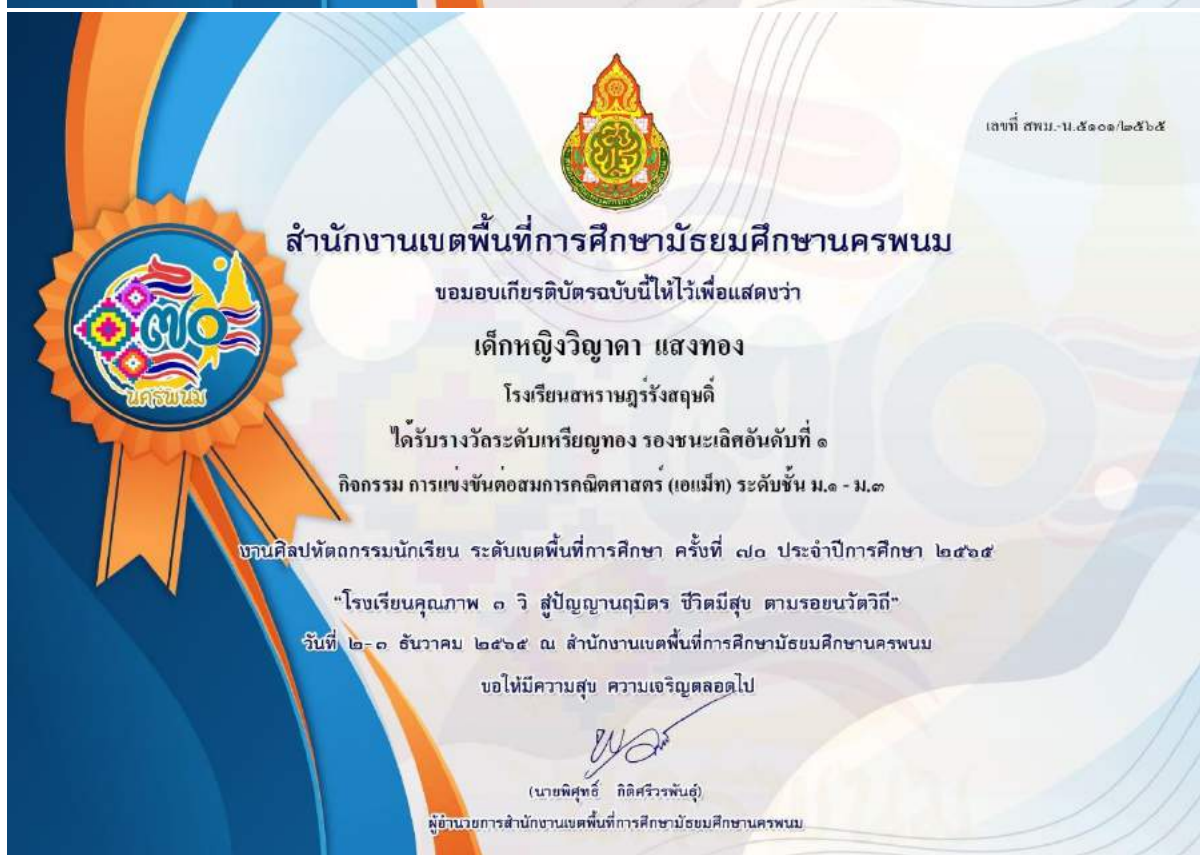 เลขที่ สพม.-น.๕๑๐๑/๒๕๖๕
สำนักงานเขตพื้นที่การศึกษามัธยมศึกษานครพนม
ขอมอบเกียรติบัตรฉบับนี้ให้ไว้เพื่อแสดงว่า
เด็กหญิงวิญาดา แสงทอง
โรงเรียนสหราษฎร์รังสฤษดิ์
ได้รับรางวัลระดับเหรียญทอง รองชนะเลิศอันดับที่ ๑
กิจกรรม การแข่งขันต่อสมการคณิตศาสตร์ (เอแม็ท) ระดับชั้น ม.๑ - ม.๓
งานศิลปหัตถกรรมนักเรียน ระดับเขตพื้นที่การศึกษา ครั้งที่ ๗๐ ประจำปีการศึกษา ๒๕๖๕
๗๐
นครพนม
"โรงเรียนคุณภาพ ๓ วิ สู่ปัญญานฤมิตร ชีวิตมีสุข ตามรอยนวัตวิถี"
วันที่ ๒-๓ ธันวาคม ๒๕๖๕ ณ สำนักงานเขตพื้นที่การศึกษามัธยมศึกษานครพนม
ขอให้มีความสุข ความเจริญตลอดไป
(นายพิศุทธิ์ กิติศรีวรพันธุ์)
ผู้อำนวยการสำนักงานเขตพื้นที่การศึกษามัธยมศึกษานครพนม